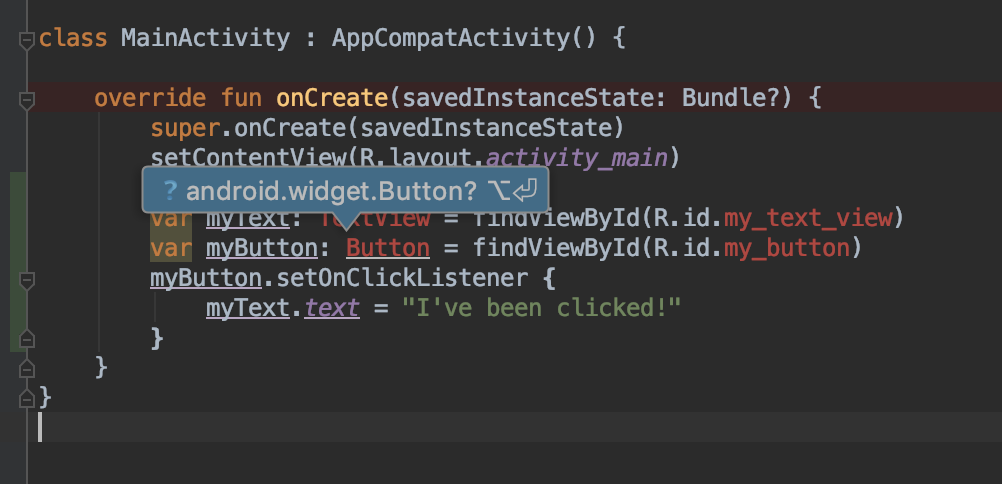 class MainActivity : AppCompatActivity() {
override fun onCreate(savedInstanceState: Bundle?) {
super.onCreate(savedInstanceState)
setContentView(R.layout.activity_main)
? android.widget.Button? ⌥⏎
var myText: TextView = findViewById(R.id.my_text_view)
var myButton: Button = findViewById(R.id.my_button)
myButton.setOnClickListener {
myText.text = "I've been clicked!"
}
}
}